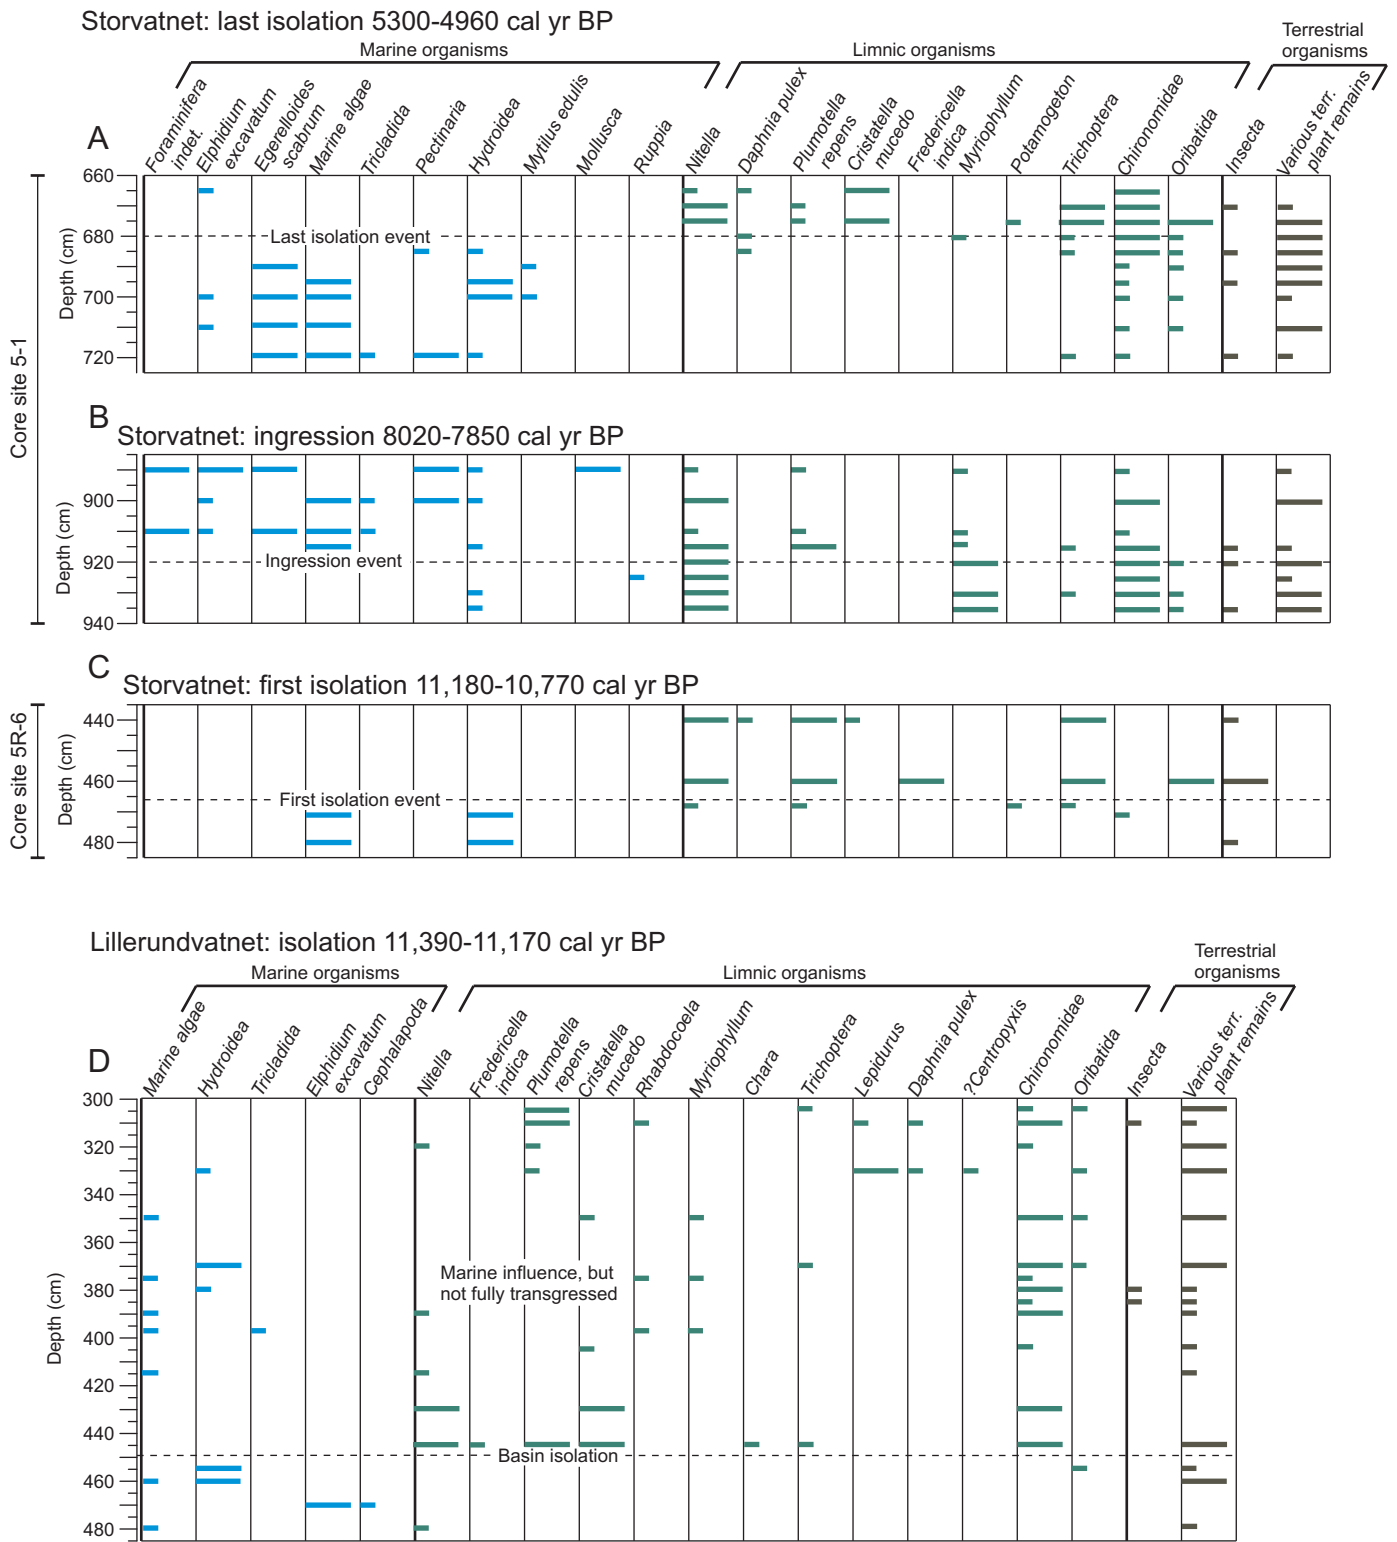 Storvatnet: last isolation 5300-4960 cal yr BP
Marine organisms
Limnic organisms
Terrestrial
organisms
A
Foraminifera
indet.
Elphidium
excavatum
Egerelloides
scabrum
Marine algae
Tricladida
Pectinaria
Hydroidea
Mytilus edulis
Mollusca
Ruppia
Nitella
Daphnia pulex
Plumotella
repens
Cristatella
mucedo
Fredericella
indica
Myriophyllum
Potamogeton
Trichoptera
Chironomidae
Oribatida
Insecta
Various terr.
plant remains
660
680
700
720
Depth (cm)
Last isolation event
Core site 5-1
B
Storvatnet: ingression 8020-7850 cal yr BP
900
920
940
Depth (cm)
Ingression event
C
Storvatnet: first isolation 11,180-10,770 cal yr BP
440
460
480
Depth (cm)
First isolation event
Core site 5R-6
Lillerundvatnet: isolation 11,390-11,170 cal yr BP
Marine organisms
Limnic organisms
Terrestrial
organisms
D
Marine algae
Hydroidea
Tricladida
Elphidium
excavatum
Cephalapoda
Nitella
Fredericella
indica
Plumotella
repens
Cristatella
mucedo
Rhabdocoela
Myriophyllum
Chara
Trichoptera
Lepidurus
Daphnia pulex
?Centropyxis
Chironomidae
Oribatida
Insecta
Various terr.
plant remains
300
320
340
360
380
400
420
440
460
480
Depth (cm)
Marine influence, but
not fully transgressed
Basin isolation